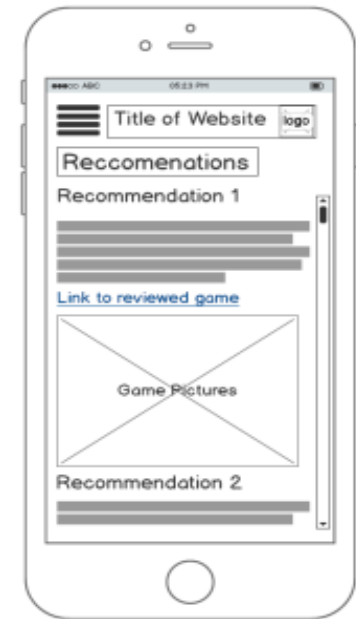 ABC 05:23 PM
Title of Website logo
Reccomenations
Recommendation 1
Link to reviewed game
Game Pictures
Recommendation 2